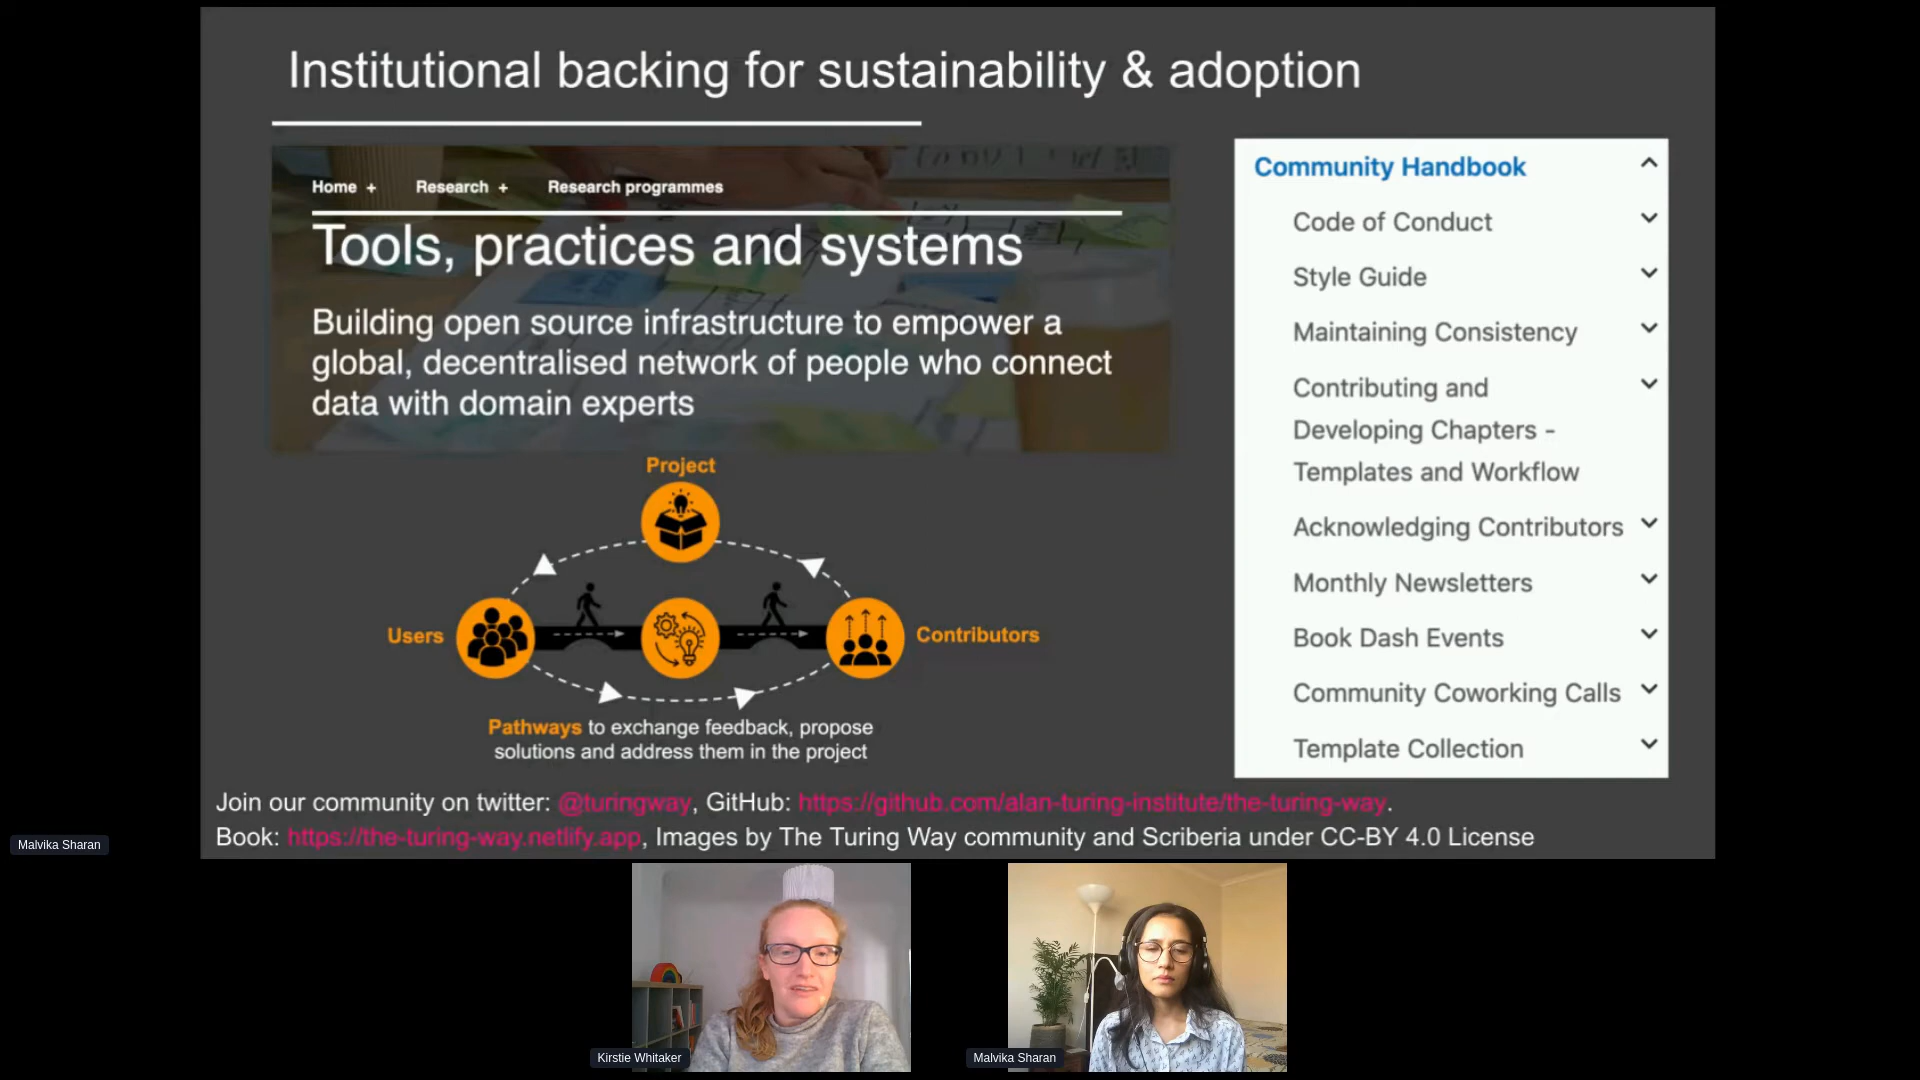 Institutional backing for sustainability & adoption
Home + Research + Research programmes
Tools, practices and systems
Building open source infrastructure to empower a
global, decentralised network of people who connect
data with domain experts
Project
Users
Contributors
Pathways to exchange feedback, propose
solutions and address them in the project
Community Handbook
Code of Conduct
Style Guide
Maintaining Consistency
Contributing and
Developing Chapters -
Templates and Workflow
Acknowledging Contributors
Monthly Newsletters
Book Dash Events
Community Coworking Calls
Template Collection
Join our community on twitter: @turingway, GitHub: https://github.com/alan-turing-institute/the-turing-way.
Book: https://the-turing-way.netlify.app, Images by The Turing Way community and Scriberia under CC-BY 4.0 License
Malvika Sharan
Kirstie Whitaker
Malvika Sharan